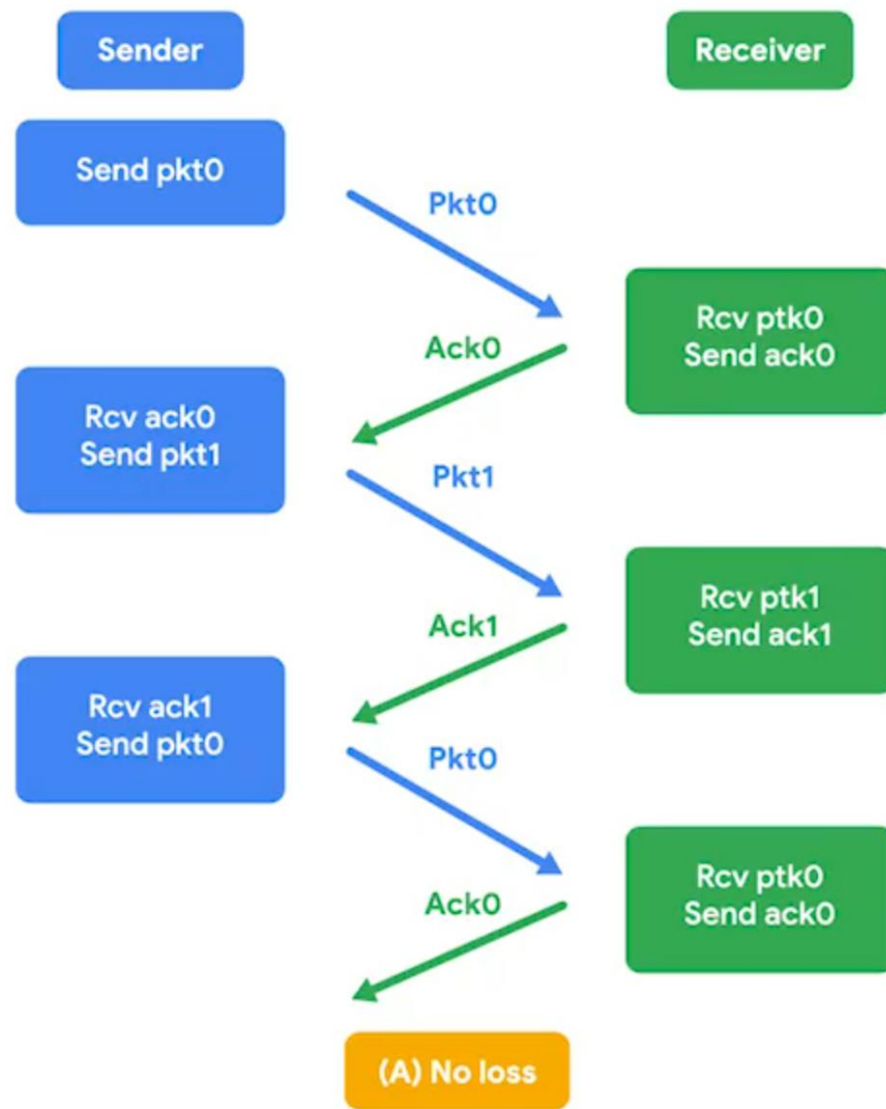 Sender
Receiver
Send pkt0
Pkt0
Rcv ptk0
Send ack0
Ack0
Rcv ack0
Send pkt1
Pkt1
Rcv ptk1
Send ack1
Ack1
Rcv ack1
Send pkt0
Pkt0
Rcv ptk0
Send ack0
Ack0
(A) No loss